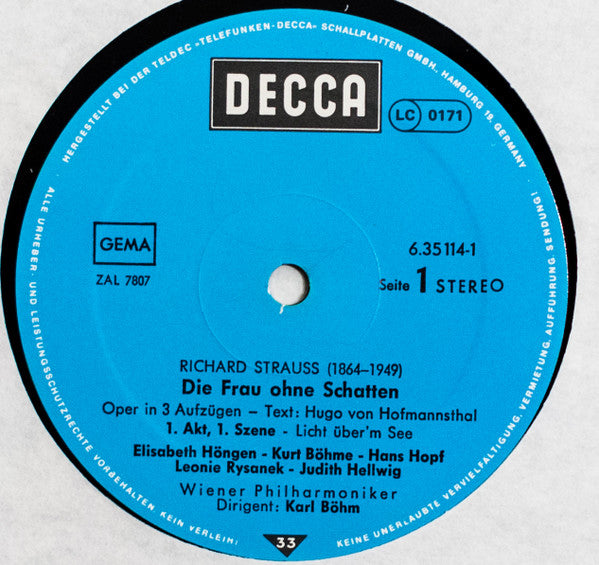 HERGESTELLT BEI DER TELDEC »TELEFUNKEN-DECCA« SCHALLPLATTEN GMBH, HAMBURG 19, GERMANY
DECCA
LC 0171
GEMA
ZAL 7807
6.35114-1
Seite 1 STEREO
RICHARD STRAUSS (1864–1949)
Die Frau ohne Schatten
Oper in 3 Aufzügen – Text: Hugo von Hofmannsthal
1. Akt, 1. Szene - Licht über'm See
Elisabeth Höngen - Kurt Böhme - Hans Hopf
Leonie Rysanek - Judith Hellwig
Wiener Philharmoniker
Dirigent: Karl Böhm
33
ALLE URHEBER- UND LEISTUNGSSCHUTZRECHTE VORBEHALTEN KEIN VERLEIH!
KEINE UNERLAUBTE VERVIELFÄLTIGUNG, VERMIETUNG, AUFFÜHRUNG, SENDUNG!